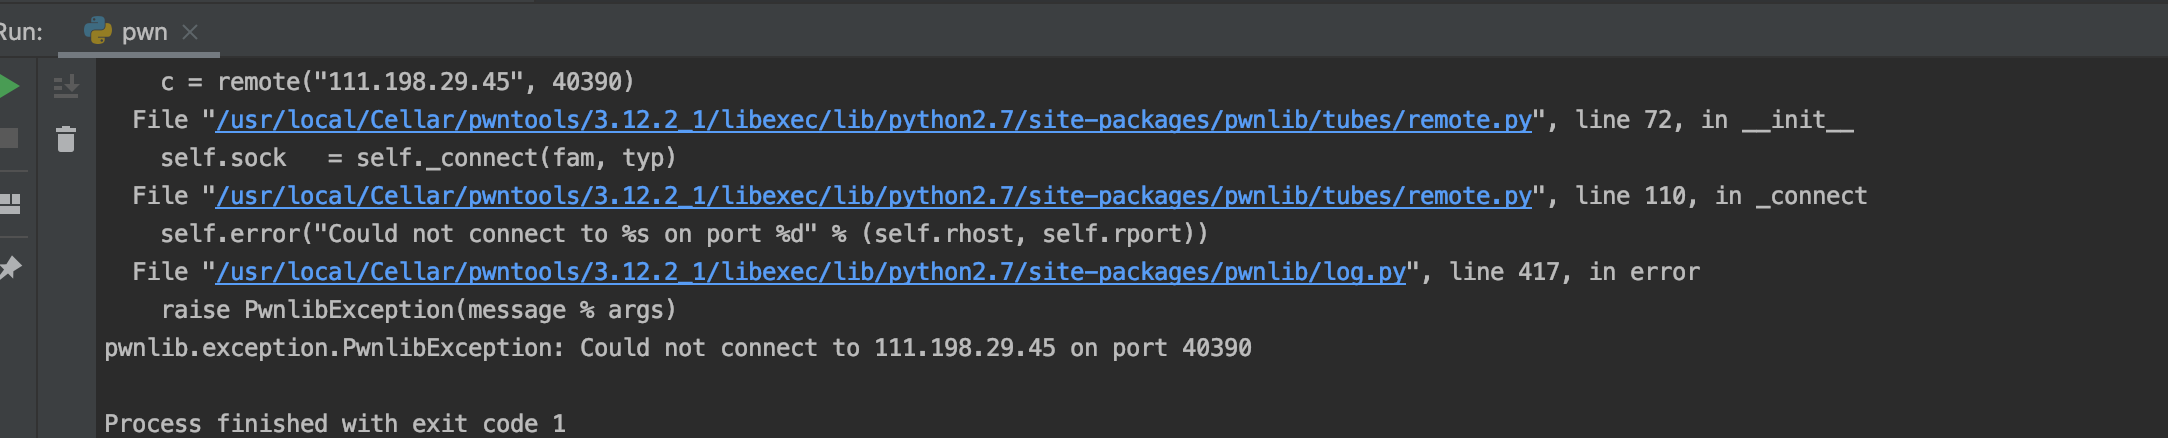 Run: pwn
c = remote("111.198.29.45", 40390)
File "/usr/local/Cellar/pwntools/3.12.2_1/libexec/lib/python2.7/site-packages/pwnlib/tubes/remote.py", line 72, in __init__
self.sock   = self._connect(fam, typ)
File "/usr/local/Cellar/pwntools/3.12.2_1/libexec/lib/python2.7/site-packages/pwnlib/tubes/remote.py", line 110, in _connect
self.error("Could not connect to %s on port %d" % (self.rhost, self.rport))
File "/usr/local/Cellar/pwntools/3.12.2_1/libexec/lib/python2.7/site-packages/pwnlib/log.py", line 417, in error
raise PwnlibException(message % args)
pwnlib.exception.PwnlibException: Could not connect to 111.198.29.45 on port 40390
Process finished with exit code 1